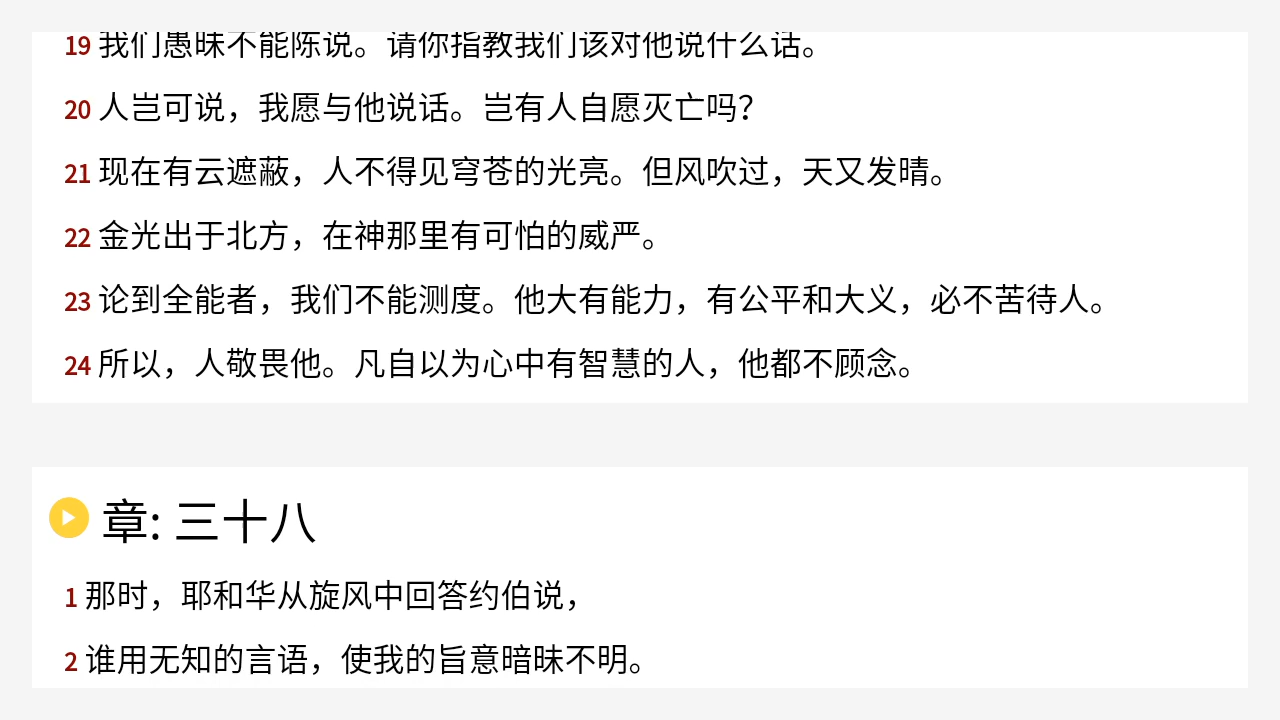 19 我们愚昧不能陈说。请你指教我们该对他说什么话。
20 人岂可说，我愿与他说话。岂有人自愿灭亡吗？
21 现在有云遮蔽，人不得见穹苍的光亮。但风吹过，天又发晴。
22 金光出于北方，在神那里有可怕的威严。
23 论到全能者，我们不能测度。他大有能力，有公平和大义，必不苦待人。
24 所以，人敬畏他。凡自以为心中有智慧的人，他都不顾念。
章: 三十八
1 那时，耶和华从旋风中回答约伯说，
2 谁用无知的言语，使我的旨意暗昧不明。